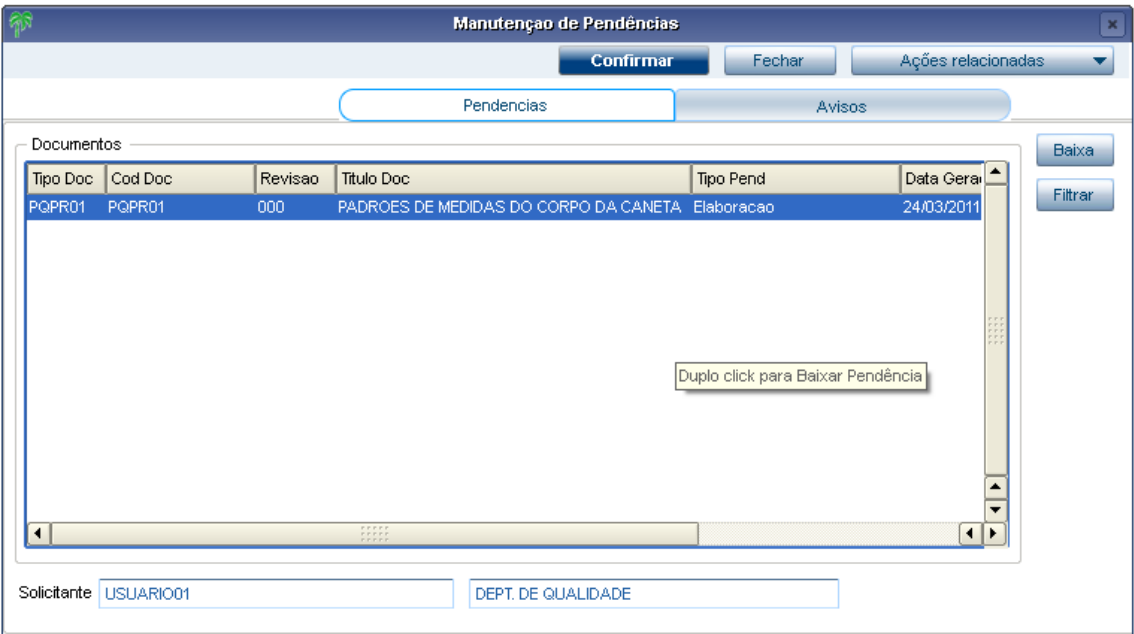 Manutençao de Pendências
Confirmar Fechar Ações relacionadas
Pendencias Avisos
Documentos
Baixa
Filtrar
Tipo Doc Cod Doc Revisao Titulo Doc Tipo Pend Data Gera
PQPR01 PQPR01 000 PADROES DE MEDIDAS DO CORPO DA CANETA Elaboracao 24/03/2011
Duplo click para Baixar Pendência
Solicitante USUARIO01 DEPT. DE QUALIDADE